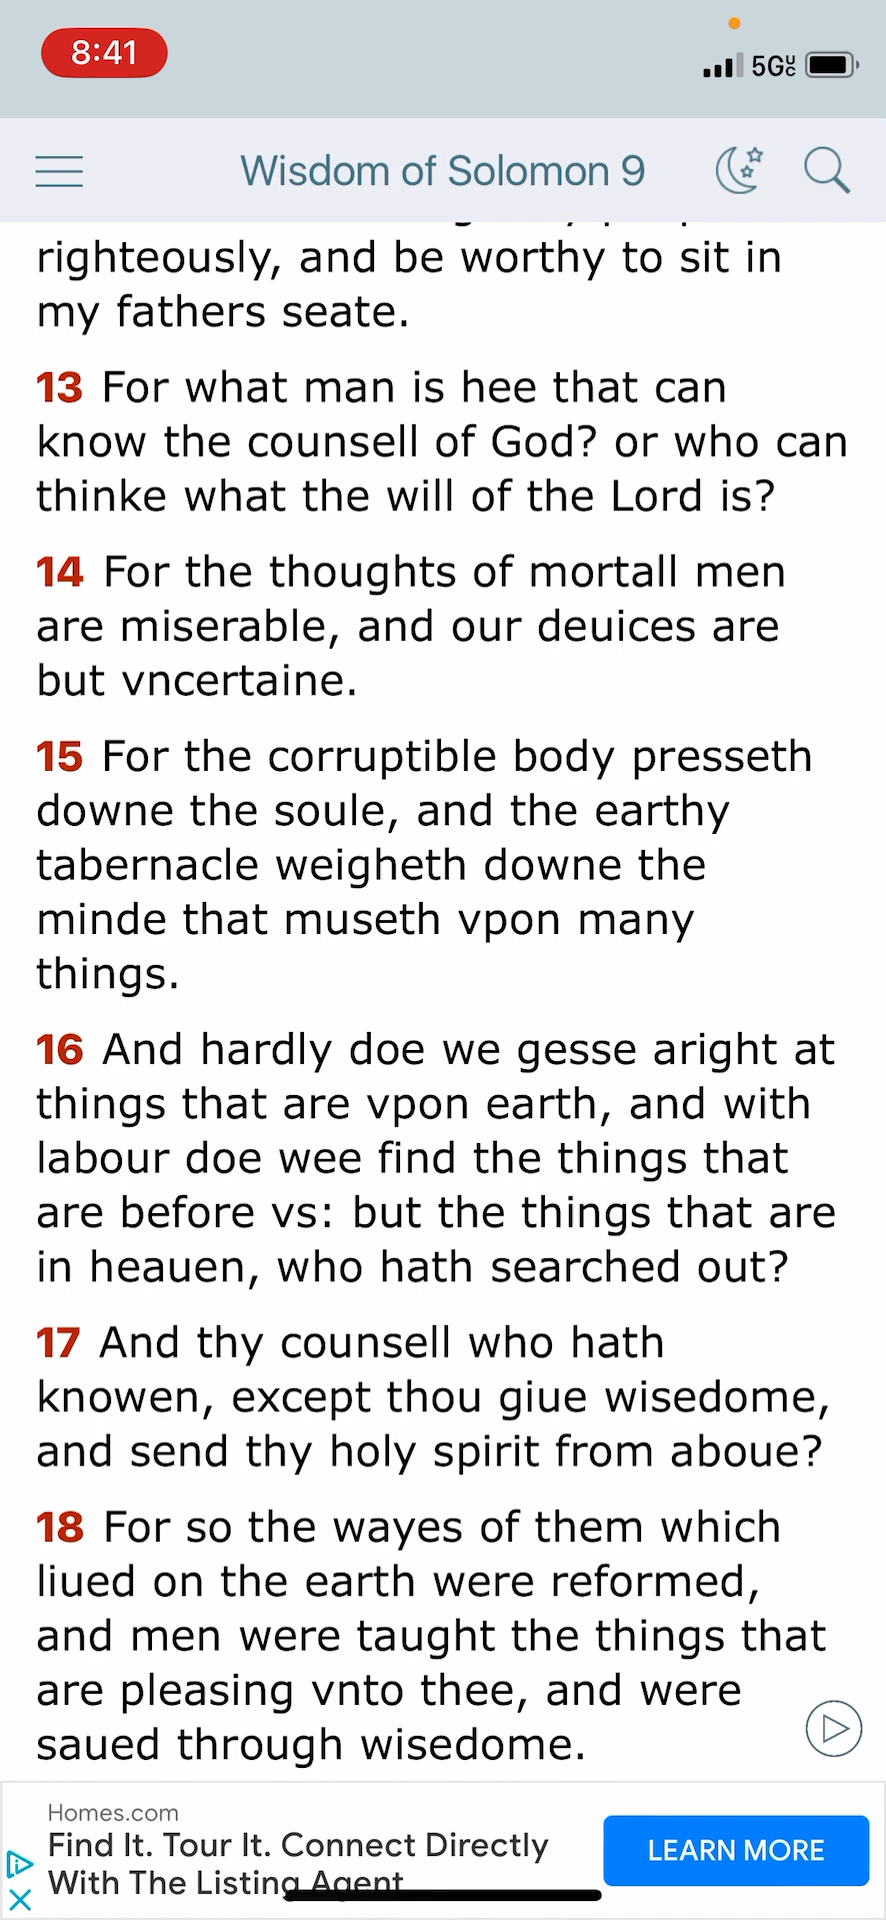 8:41
5GUC
Wisdom of Solomon 9
righteously, and be worthy to sit in
my fathers seate.
13 For what man is hee that can
know the counsell of God? or who can
thinke what the will of the Lord is?
14 For the thoughts of mortall men
are miserable, and our deuices are
but vncertaine.
15 For the corruptible body presseth
downe the soule, and the earthy
tabernacle weigheth downe the
minde that museth vpon many
things.
16 And hardly doe we gesse aright at
things that are vpon earth, and with
labour doe wee find the things that
are before vs: but the things that are
in heauen, who hath searched out?
17 And thy counsell who hath
knowen, except thou giue wisedome,
and send thy holy spirit from aboue?
18 For so the wayes of them which
liued on the earth were reformed,
and men were taught the things that
are pleasing vnto thee, and were
saued through wisedome.
Homes.com
Find It. Tour It. Connect Directly
With The Listing Agent
LEARN MORE